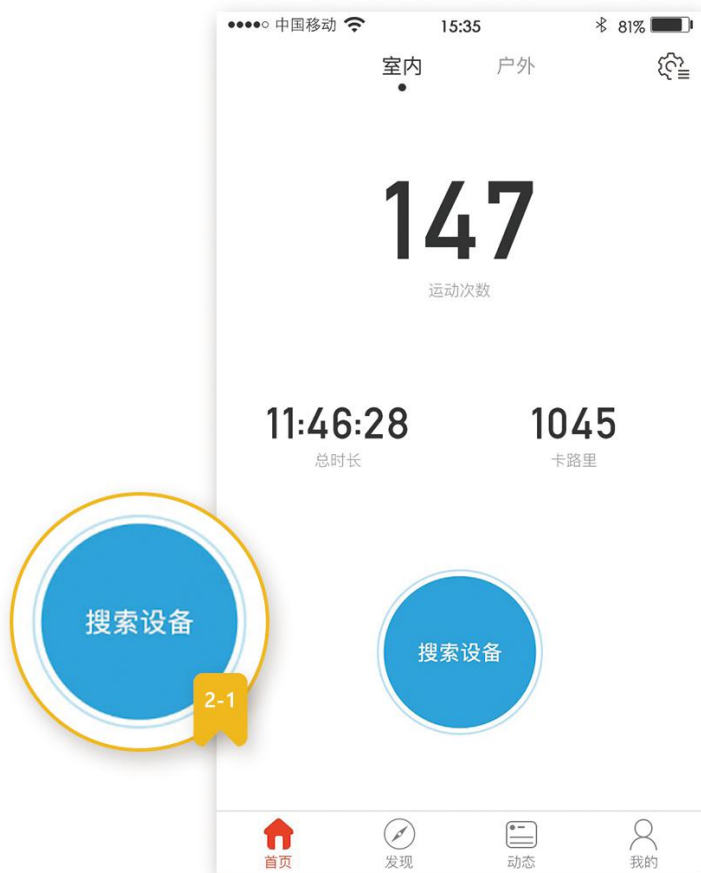 中国移动 15:35 81%
室内 户外
147
运动次数
11:46:28 1045
总时长 卡路里
搜索设备
2-1
搜索设备
首页 发现 动态 我的